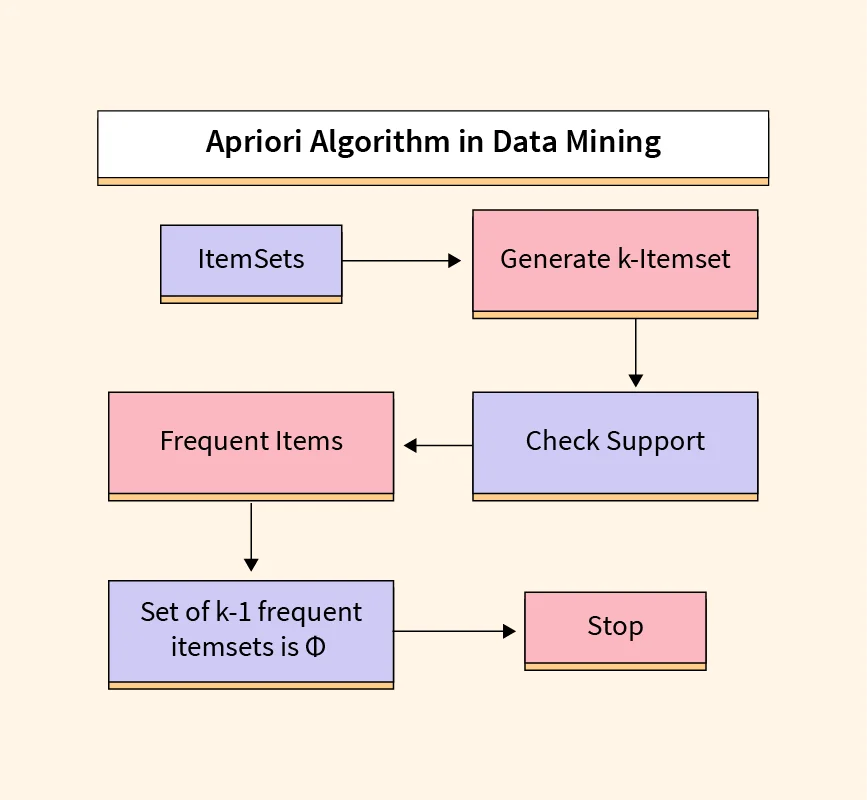 Apriori Algorithm in Data Mining
ItemSets
Generate k-Itemset
Frequent Items
Check Support
Set of k-1 frequent
itemsets is Φ
Stop